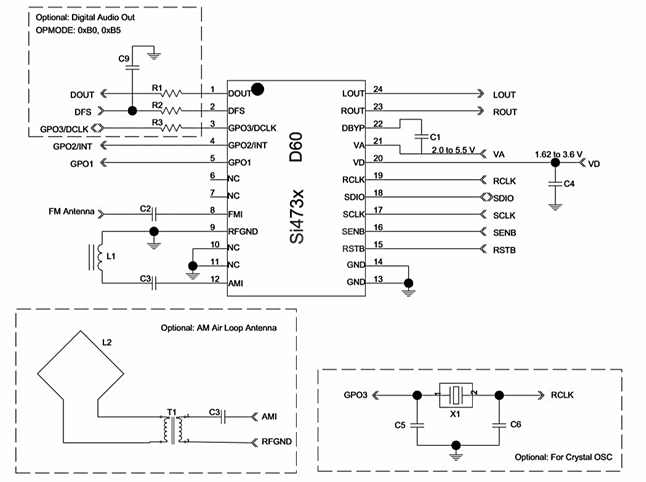 Optional: Digital Audio Out
OPMODE: 0xB0, 0xB5
C9
DOUT R1 1 DOUT
DFS R2 2 DFS
GPO3/DCLK R3 3 GPO3/DCLK
GPO2/INT 4 GPO2/INT
GPO1 5 GPO1
6 NC
7 NC
FM Antenna C2 8 FMI
9 RFGND
L1 10 NC
11 NC
C3 12 AMI
Si473x D60
LOUT 24 LOUT
ROUT 23 ROUT
DBYP 22
C1
VA 21 2.0 to 5.5 V VA
VD 20 1.62 to 3.6 V VD
RCLK 19 RCLK
SDIO 18 SDIO
C4
SCLK 17 SCLK
SENB 16 SENB
RSTB 15 RSTB
GND 14
GND 13
Optional: AM Air Loop Antenna
L2
T1 C3 AMI
RFGND
GPO3 1 2 RCLK
X1
C5 C6
Optional: For Crystal OSC